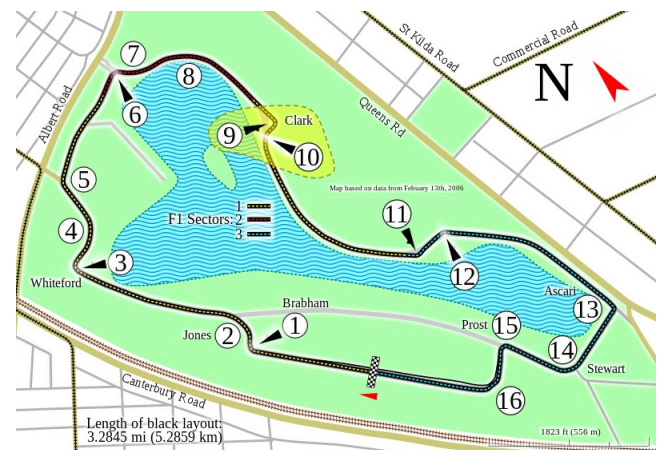 St Kilda Road
Commercial Road
N
7
8
Albert Road
6
9
Clark
Queens Rd
10
5
Map based on data from Febuary 13th, 2006
1
F1 Sectors: 2
3
11
4
3
12
Whiteford
Ascari
13
Brabham
Jones
2
1
Prost
15
14
Stewart
16
Canterbury Road
Length of black layout:
3.2845 mi (5.2859 km)
1823 ft (556 m)